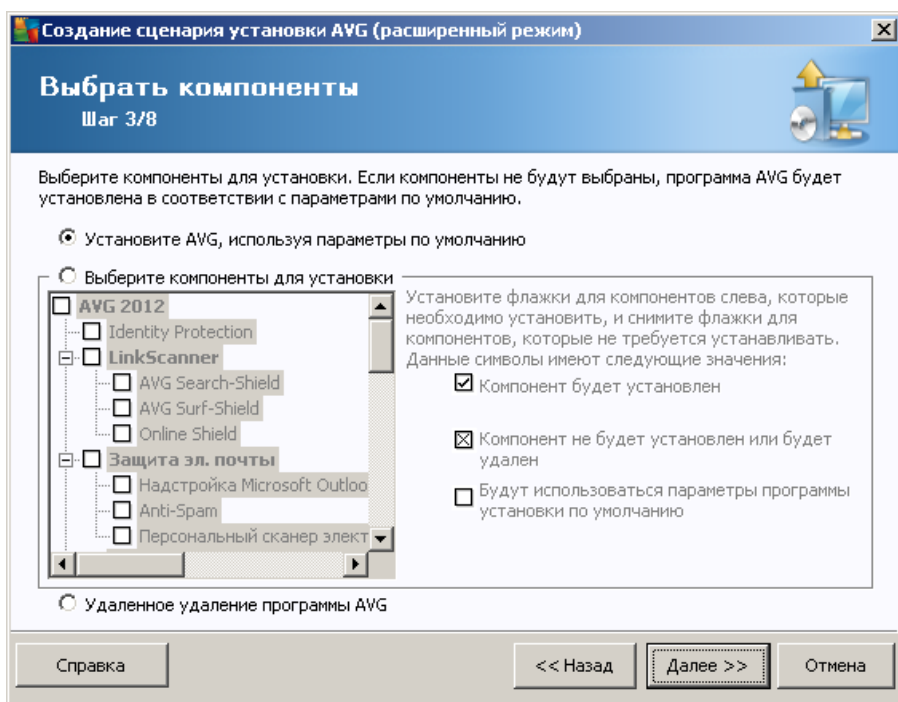 Создание сценария установки AVG (расширенный режим)
Выбрать компоненты
Шаг 3/8
Выберите компоненты для установки. Если компоненты не будут выбраны, программа AVG будет
установлена в соответствии с параметрами по умолчанию.
Установите AVG, используя параметры по умолчанию
Выберите компоненты для установки
AVG 2012
Identity Protection
LinkScanner
AVG Search-Shield
AVG Surf-Shield
Online Shield
Защита эл. почты
Надстройка Microsoft Outloo
Anti-Spam
Персональный сканер элект
Установите флажки для компонентов слева, которые
необходимо установить, и снимите флажки для
компонентов, которые не требуется устанавливать.
Данные символы имеют следующие значения:
Компонент будет установлен
Компонент не будет установлен или будет
удален
Будут использоваться параметры программы
установки по умолчанию
Удаленное удаление программы AVG
Справка
<< Назад
Далее >>
Отмена